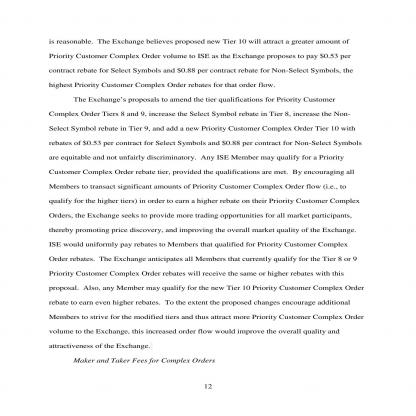 is reasonable.  The Exchange believes proposed new Tier 10 will attract a greater amount of
Priority Customer Complex Order volume to ISE as the Exchange proposes to pay $0.53 per
contract rebate for Select Symbols and $0.88 per contract rebate for Non-Select Symbols, the
highest Priority Customer Complex Order rebates for that order flow.
The Exchange's proposals to amend the tier qualifications for Priority Customer
Complex Order Tiers 8 and 9, increase the Select Symbol rebate in Tier 8, increase the Non-
Select Symbol rebate in Tier 9, and add a new Priority Customer Complex Order Tier 10 with
rebates of $0.53 per contract for Select Symbols and $0.88 per contract for Non-Select Symbols
are equitable and not unfairly discriminatory.  Any ISE Member may qualify for a Priority
Customer Complex Order rebate tier, provided the qualifications are met.  By encouraging all
Members to transact significant amounts of Priority Customer Complex Order flow (i.e., to
qualify for the higher tiers) in order to earn a higher rebate on their Priority Customer Complex
Orders, the Exchange seeks to provide more trading opportunities for all market participants,
thereby promoting price discovery, and improving the overall market quality of the Exchange.
ISE would uniformly pay rebates to Members that qualified for Priority Customer Complex
Order rebates.  The Exchange anticipates all Members that currently qualify for the Tier 8 or 9
Priority Customer Complex Order rebates will receive the same or higher rebates with this
proposal.  Also, any Member may qualify for the new Tier 10 Priority Customer Complex Order
rebate to earn even higher rebates.  To the extent the proposed changes encourage additional
Members to strive for the modified tiers and thus attract more Priority Customer Complex Order
volume to the Exchange, this increased order flow would improve the overall quality and
attractiveness of the Exchange.
Maker and Taker Fees for Complex Orders
12